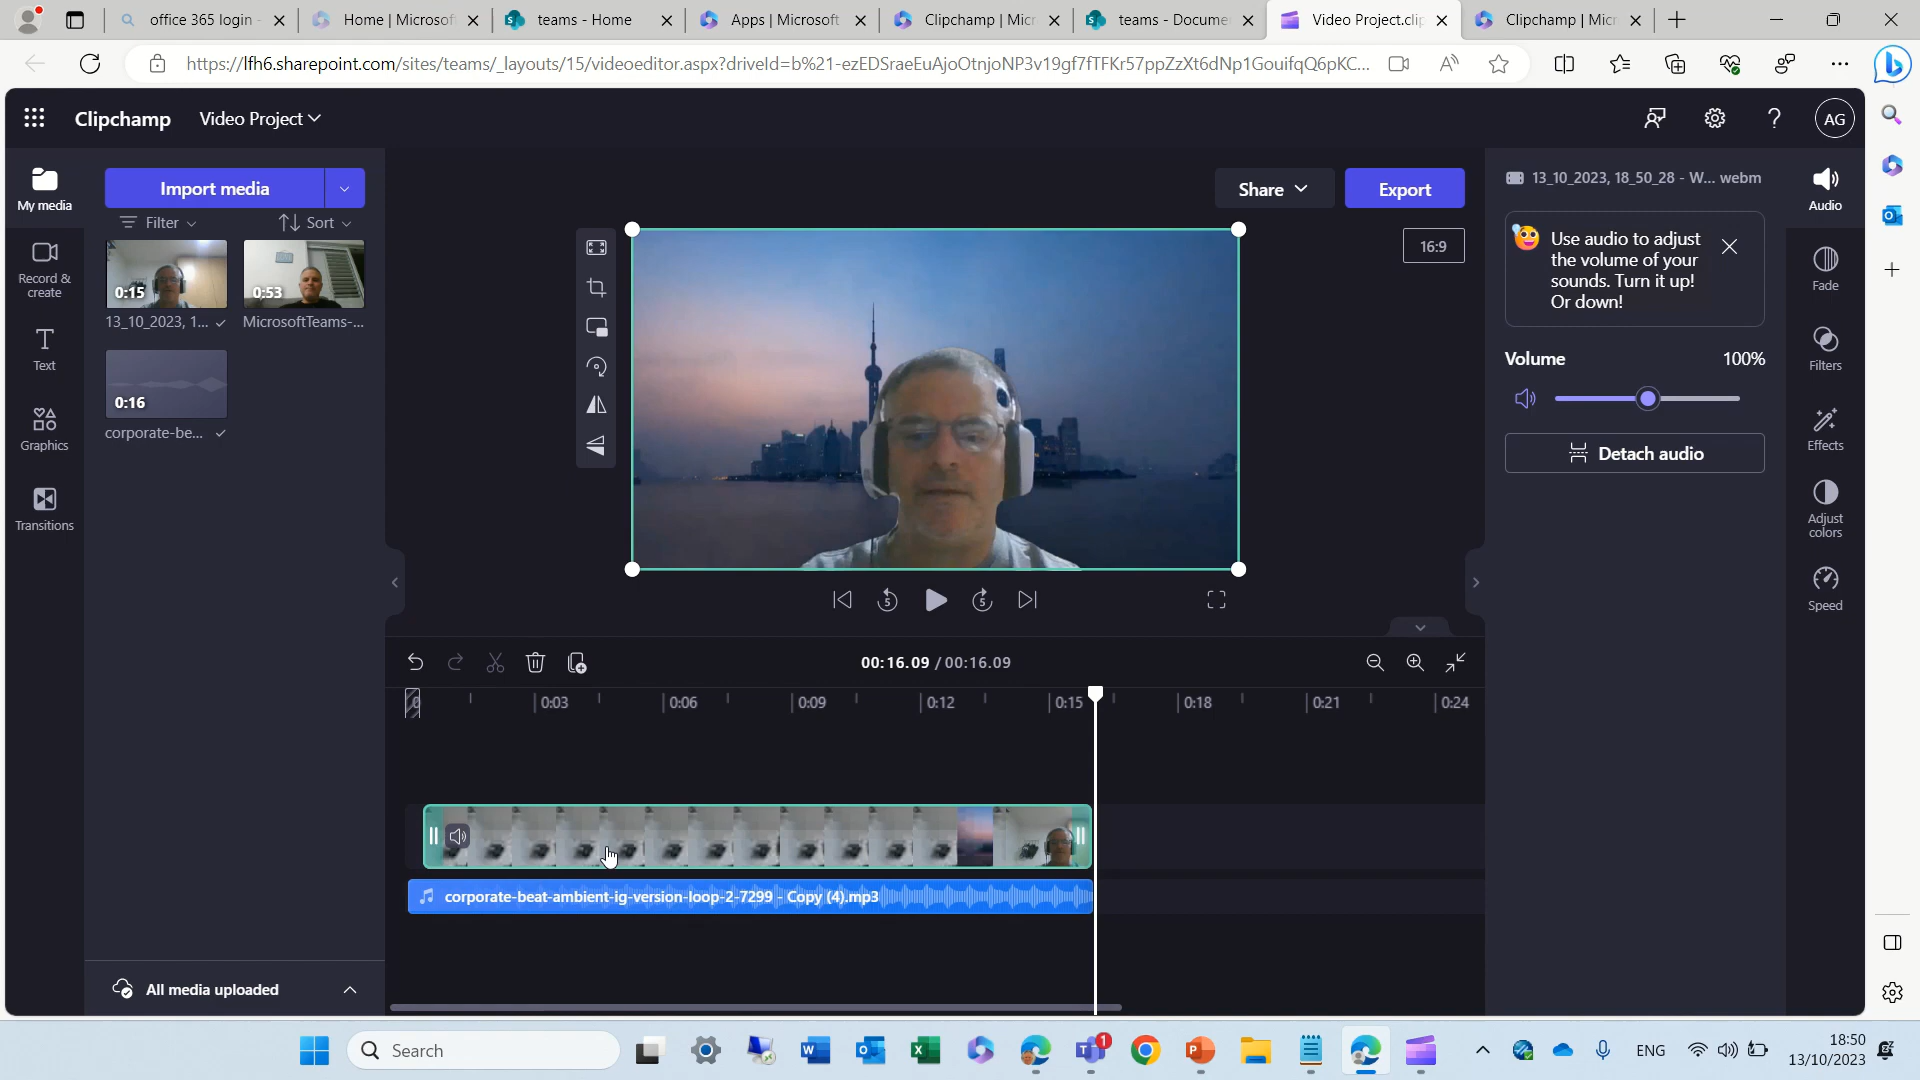 office 365 login -
Home | Microsof
teams - Home
Apps | Microsoft
Clipchamp | Micr
teams - Docume
Video Project.clip
Clipchamp | Micr
https://lfh6.sharepoint.com/sites/teams/_layouts/15/videoeditor.aspx?driveId=b%21-ezEDSraeEuAjoOtnjoNP3v19gf7fTFKr57ppZzXt6dNp1GouifqQ6pKC...
Clipchamp
Video Project
AG
My media
Record &
create
Text
Graphics
Transitions
Import media
Filter
Sort
0:15
0:53
13_10_2023, 1...
MicrosoftTeams-...
0:16
corporate-be...
All media uploaded
Share
Export
16:9
5
5
00:16.09 / 00:16.09
0
0:03
0:06
0:09
0:12
0:15
0:18
0:21
0:24
corporate-beat-ambient-ig-version-loop-2-7299 - Copy (4).mp3
13_10_2023, 18_50_28 - W... webm
Use audio to adjust
the volume of your
sounds. Turn it up!
Or down!
Volume
100%
Detach audio
Audio
Fade
Filters
Effects
Adjust
colors
Speed
Search
1
ENG
18:50
13/10/2023